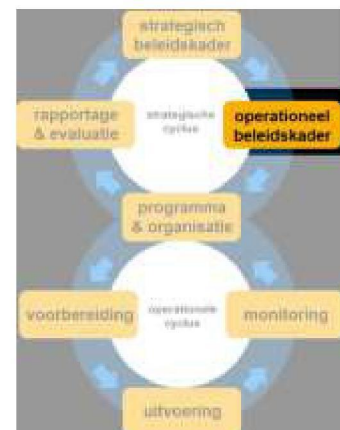 strategisch
beleidskader
rapportage
& evaluatie
strategische
cyclus
operationeel
beleidskader
programma
& organisatie
voorbereiding
operationele
cyclus
monitoring
uitvoering